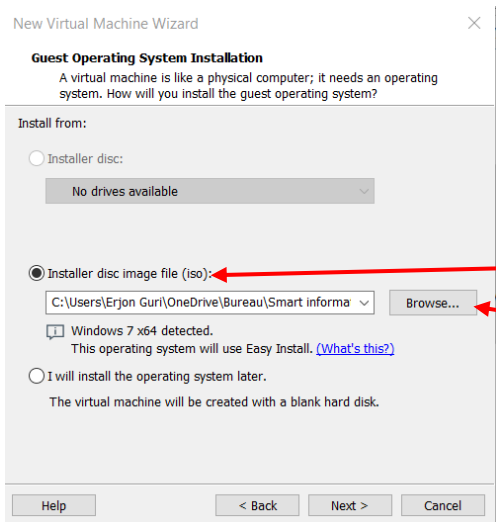 New Virtual Machine Wizard
Guest Operating System Installation
A virtual machine is like a physical computer; it needs an operating
system. How will you install the guest operating system?
Install from:
Installer disc:
No drives available
Installer disc image file (iso):
C:\Users\Erjon Guri\OneDrive\Bureau\Smart informa
Browse...
Windows 7 x64 detected.
This operating system will use Easy Install. (What's this?)
I will install the operating system later.
The virtual machine will be created with a blank hard disk.
Help
< Back
Next >
Cancel